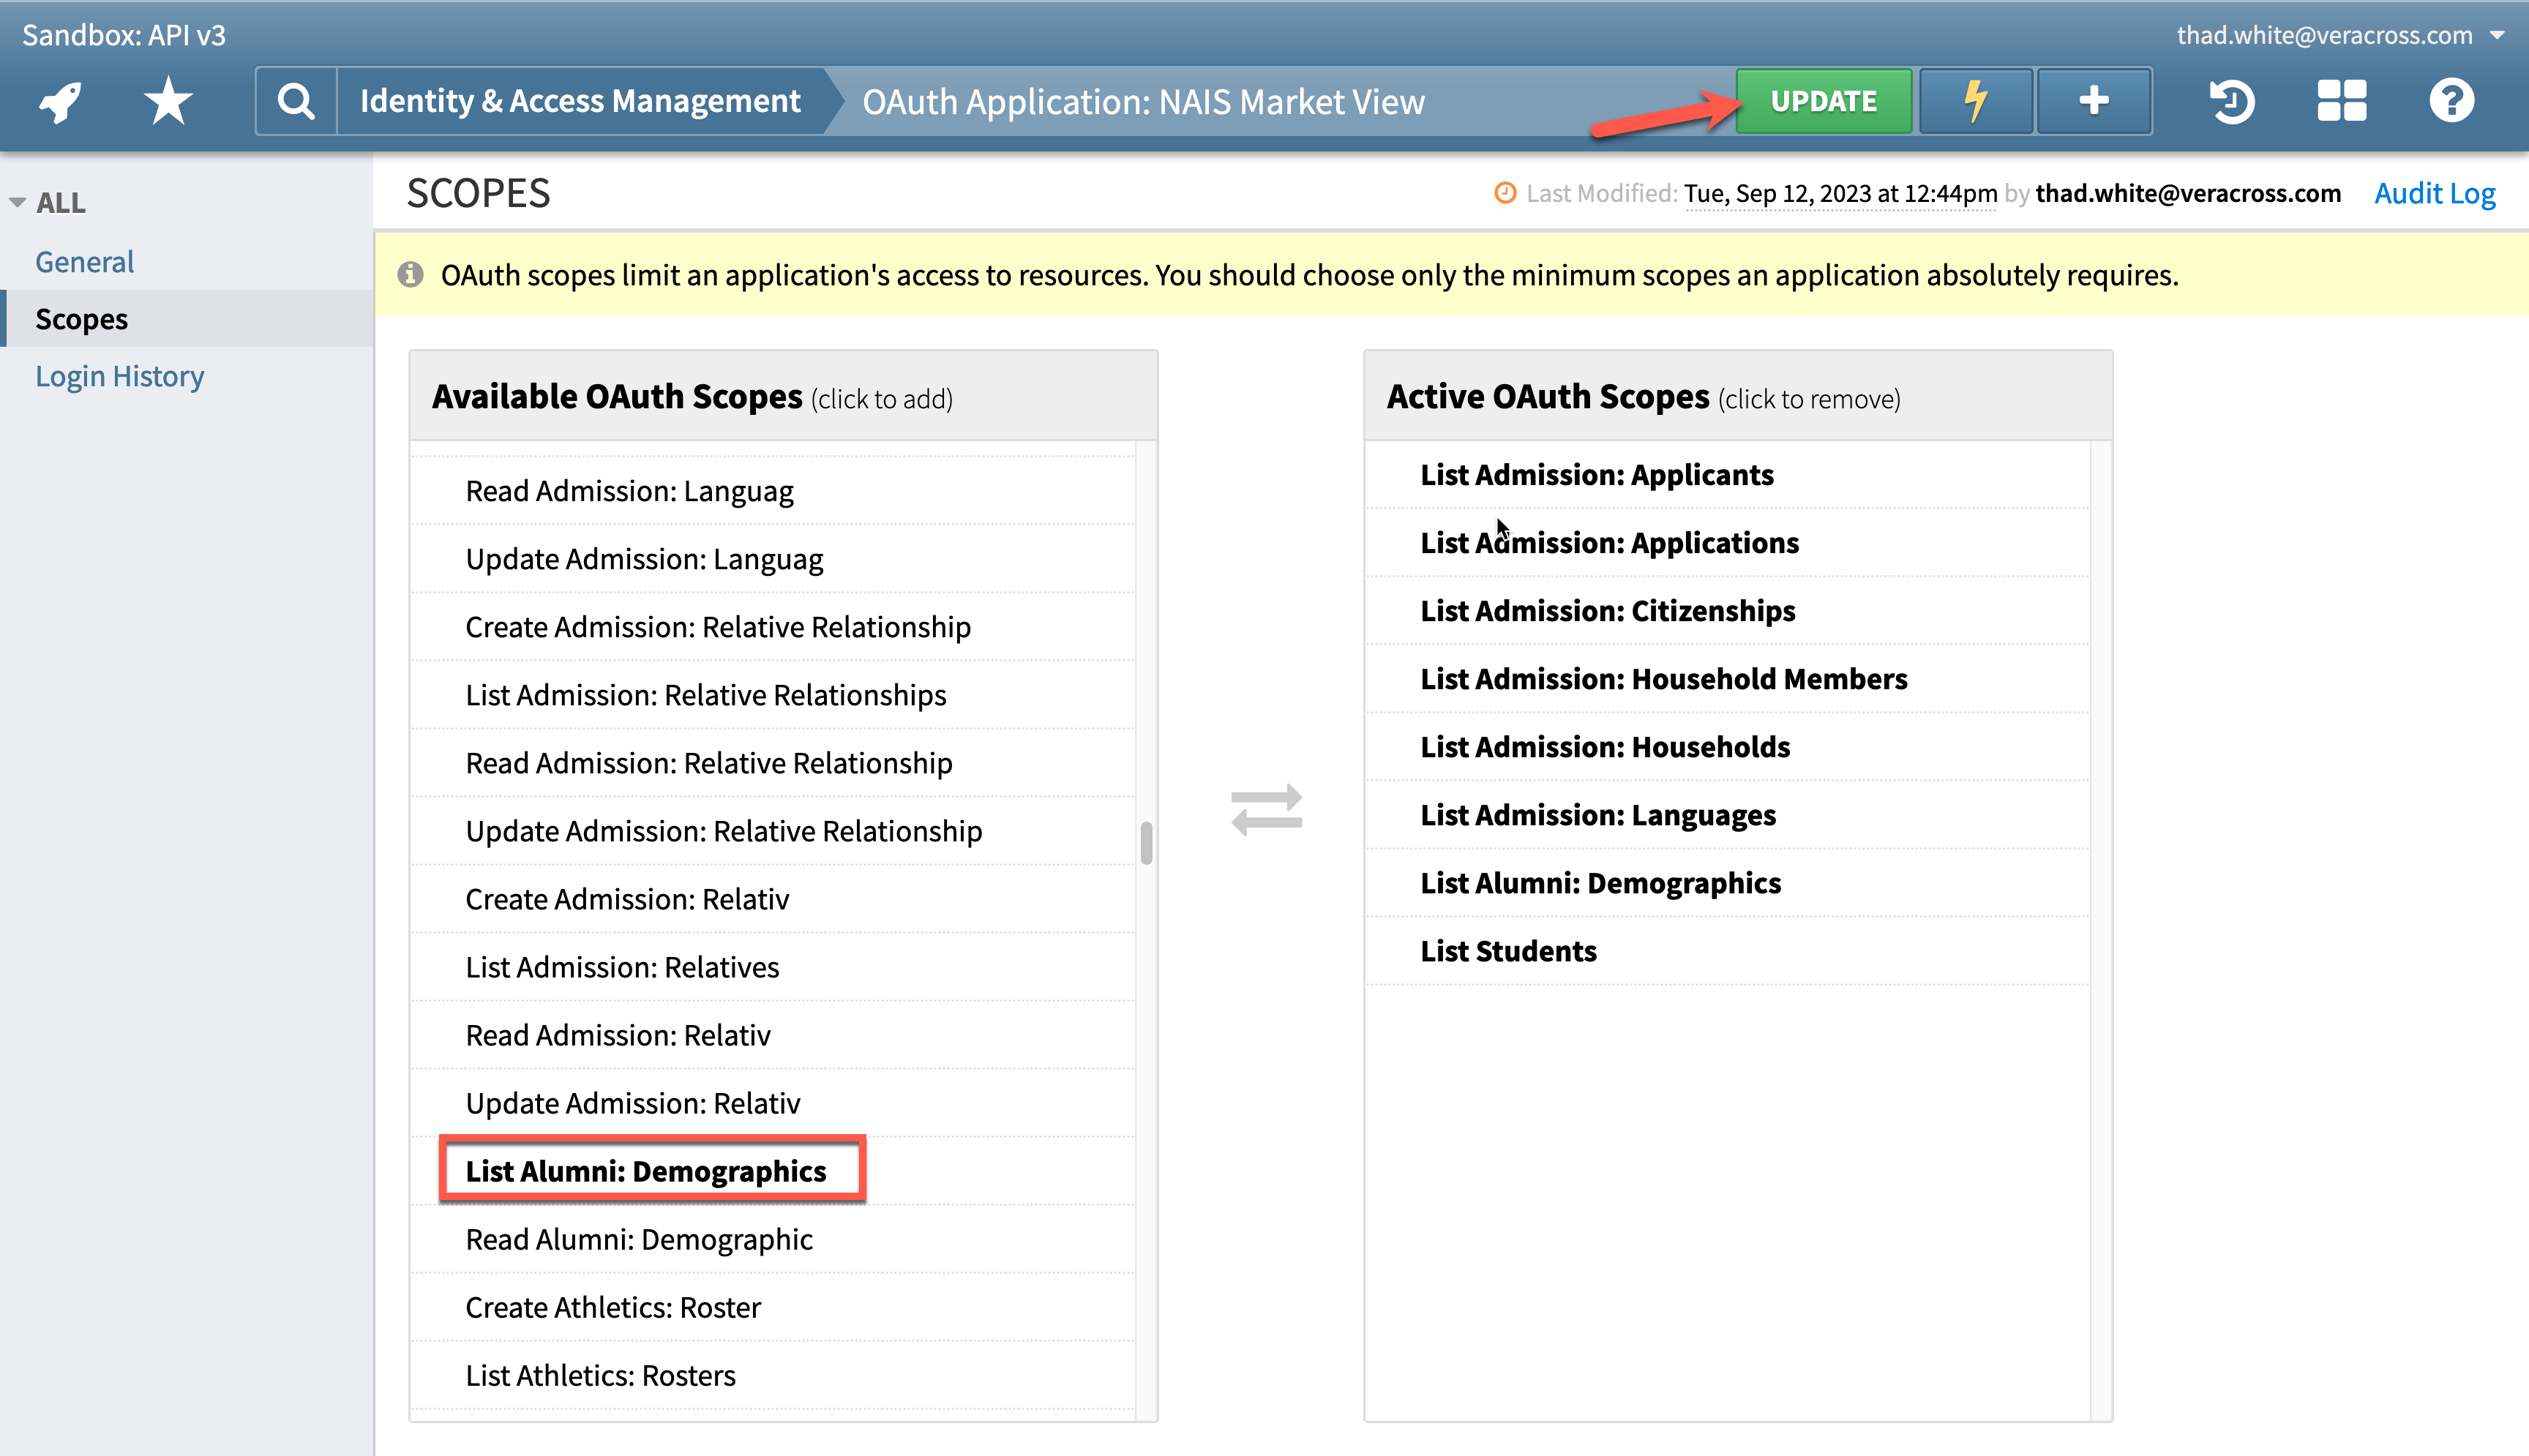 Sandbox: API v3
thad.white@veracross.com
Identity & Access Management
OAuth Application: NAIS Market View
UPDATE
ALL
General
Scopes
Login History
SCOPES
Last Modified: Tue, Sep 12, 2023 at 12:44pm by thad.white@veracross.com
Audit Log
OAuth scopes limit an application's access to resources. You should choose only the minimum scopes an application absolutely requires.
Available OAuth Scopes (click to add)
Read Admission: Languag
Update Admission: Languag
Create Admission: Relative Relationship
List Admission: Relative Relationships
Read Admission: Relative Relationship
Update Admission: Relative Relationship
Create Admission: Relativ
List Admission: Relatives
Read Admission: Relativ
Update Admission: Relativ
List Alumni: Demographics
Read Alumni: Demographic
Create Athletics: Roster
List Athletics: Rosters
Active OAuth Scopes (click to remove)
List Admission: Applicants
List Admission: Applications
List Admission: Citizenships
List Admission: Household Members
List Admission: Households
List Admission: Languages
List Alumni: Demographics
List Students